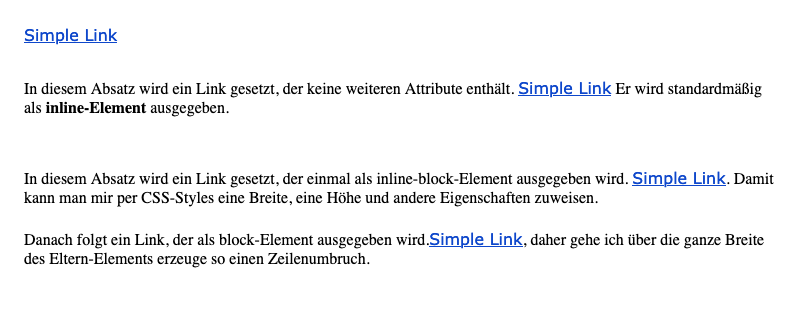 Simple Link
In diesem Absatz wird ein Link gesetzt, der keine weiteren Attribute enthält. Simple Link Er wird standardmäßig
als inline-Element ausgegeben.
In diesem Absatz wird ein Link gesetzt, der einmal als inline-block-Element ausgegeben wird. Simple Link. Damit
kann man mir per CSS-Styles eine Breite, eine Höhe und andere Eigenschaften zuweisen.
Danach folgt ein Link, der als block-Element ausgegeben wird.Simple Link, daher gehe ich über die ganze Breite
des Eltern-Elements erzeuge so einen Zeilenumbruch.